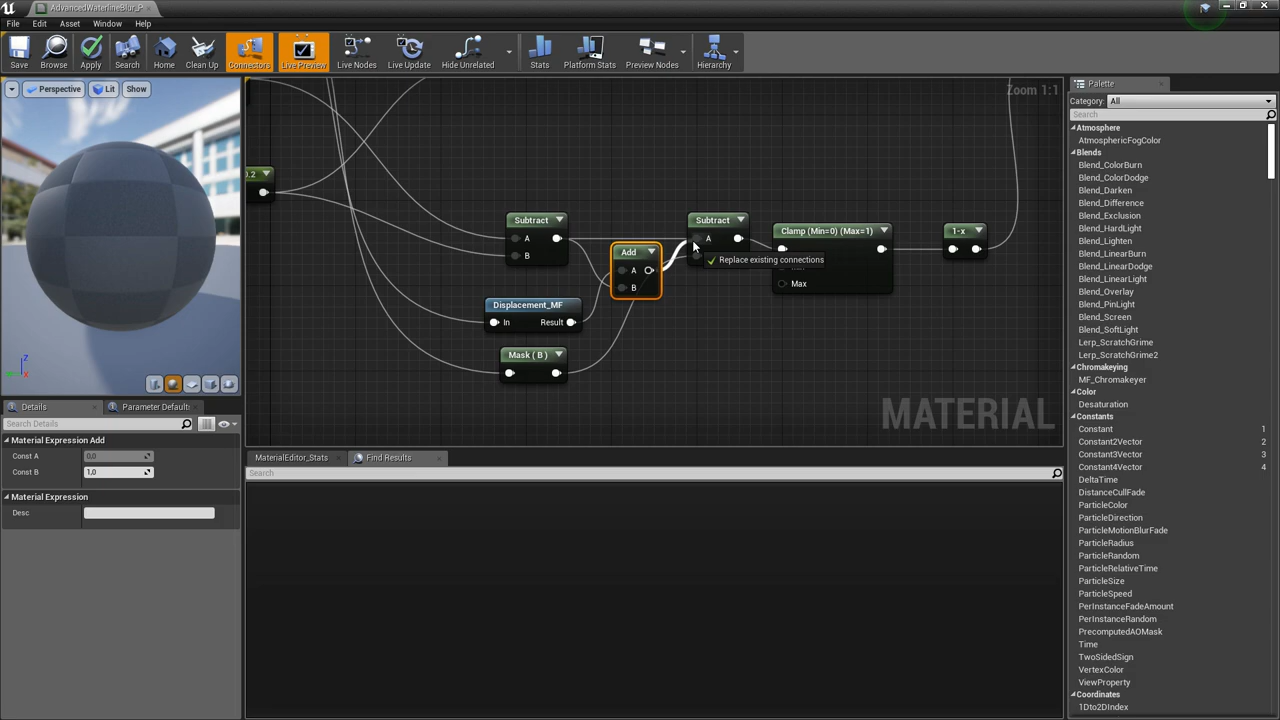 AdvancedWaterlineBlur_P
File Edit Asset Window Help
Save Browse Apply Search Home Clean Up Connectors Live Preview Live Nodes Live Update Hide Unrelated Stats Platform Stats Preview Nodes Hierarchy
Perspective Lit Show
Zoom 1:1
0.2
Subtract
A
B
Add
A
B
Subtract
A
Replace existing connections
Clamp (Min=0) (Max=1)
Max
1-x
Displacement_MF
In Result
Mask ( B )
MATERIAL
Z
X
Details Parameter Default
Search Details
Material Expression Add
Const A 0,0
Const B 1,0
Material Expression
Desc
MaterialEditor_Stats Find Results
Search
Palette
Category: All
Search
Atmosphere
AtmosphericFogColor
Blends
Blend_ColorBurn
Blend_ColorDodge
Blend_Darken
Blend_Difference
Blend_Exclusion
Blend_HardLight
Blend_Lighten
Blend_LinearBurn
Blend_LinearDodge
Blend_LinearLight
Blend_Overlay
Blend_PinLight
Blend_Screen
Blend_SoftLight
Lerp_ScratchGrime
Lerp_ScratchGrime2
Chromakeying
MF_Chromakeyer
Color
Desaturation
Constants
Constant 1
Constant2Vector 2
Constant3Vector 3
Constant4Vector 4
DeltaTime
DistanceCullFade
ParticleColor
ParticleDirection
ParticleMotionBlurFade
ParticleRadius
ParticleRandom
ParticleRelativeTime
ParticleSize
ParticleSpeed
PerInstanceFadeAmount
PerInstanceRandom
PrecomputedAOMask
Time
TwoSidedSign
VertexColor
ViewProperty
Coordinates
1Dto2DIndex